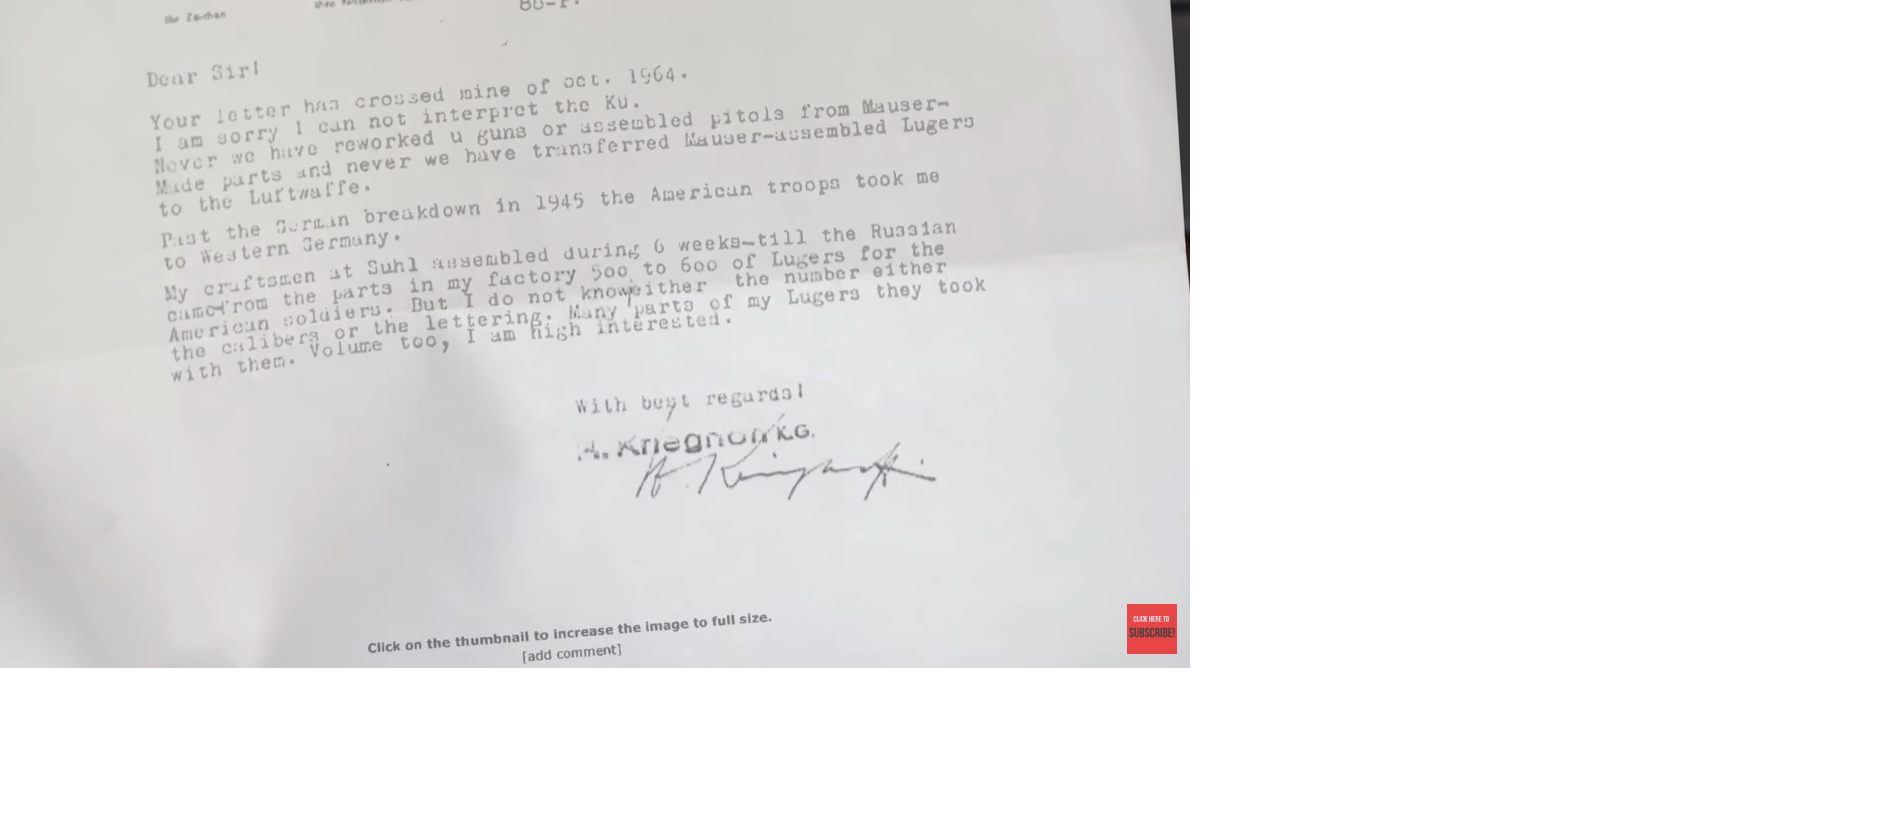 Ihr Zeichen
Dear Sir!
Your letter has crossed mine of oct. 1964.
I am sorry I can not interpret the Kü.
Never we have reworked u guns or assembled pitols from Mauser-
Made parts and never we have transferred Mauser-assembled Lugers
to the Luftwaffe.
Past the German breakdown in 1945 the American troops took me
to Western Germany.
My craftsmen at Suhl assembled during 6 weeks-till the Russian
came-from the parts in my factory 500 to 600 of Lugers for the
American soldiers. But I do not know either the number either
the calibers or the lettering. Many parts of my Lugers they took
with them. Volume too, I am high interested.
With best regards!
K.G.
Click on the thumbnail to increase the image to full size.
[add comment]
CLICK HERE TO
SUBSCRIBE!